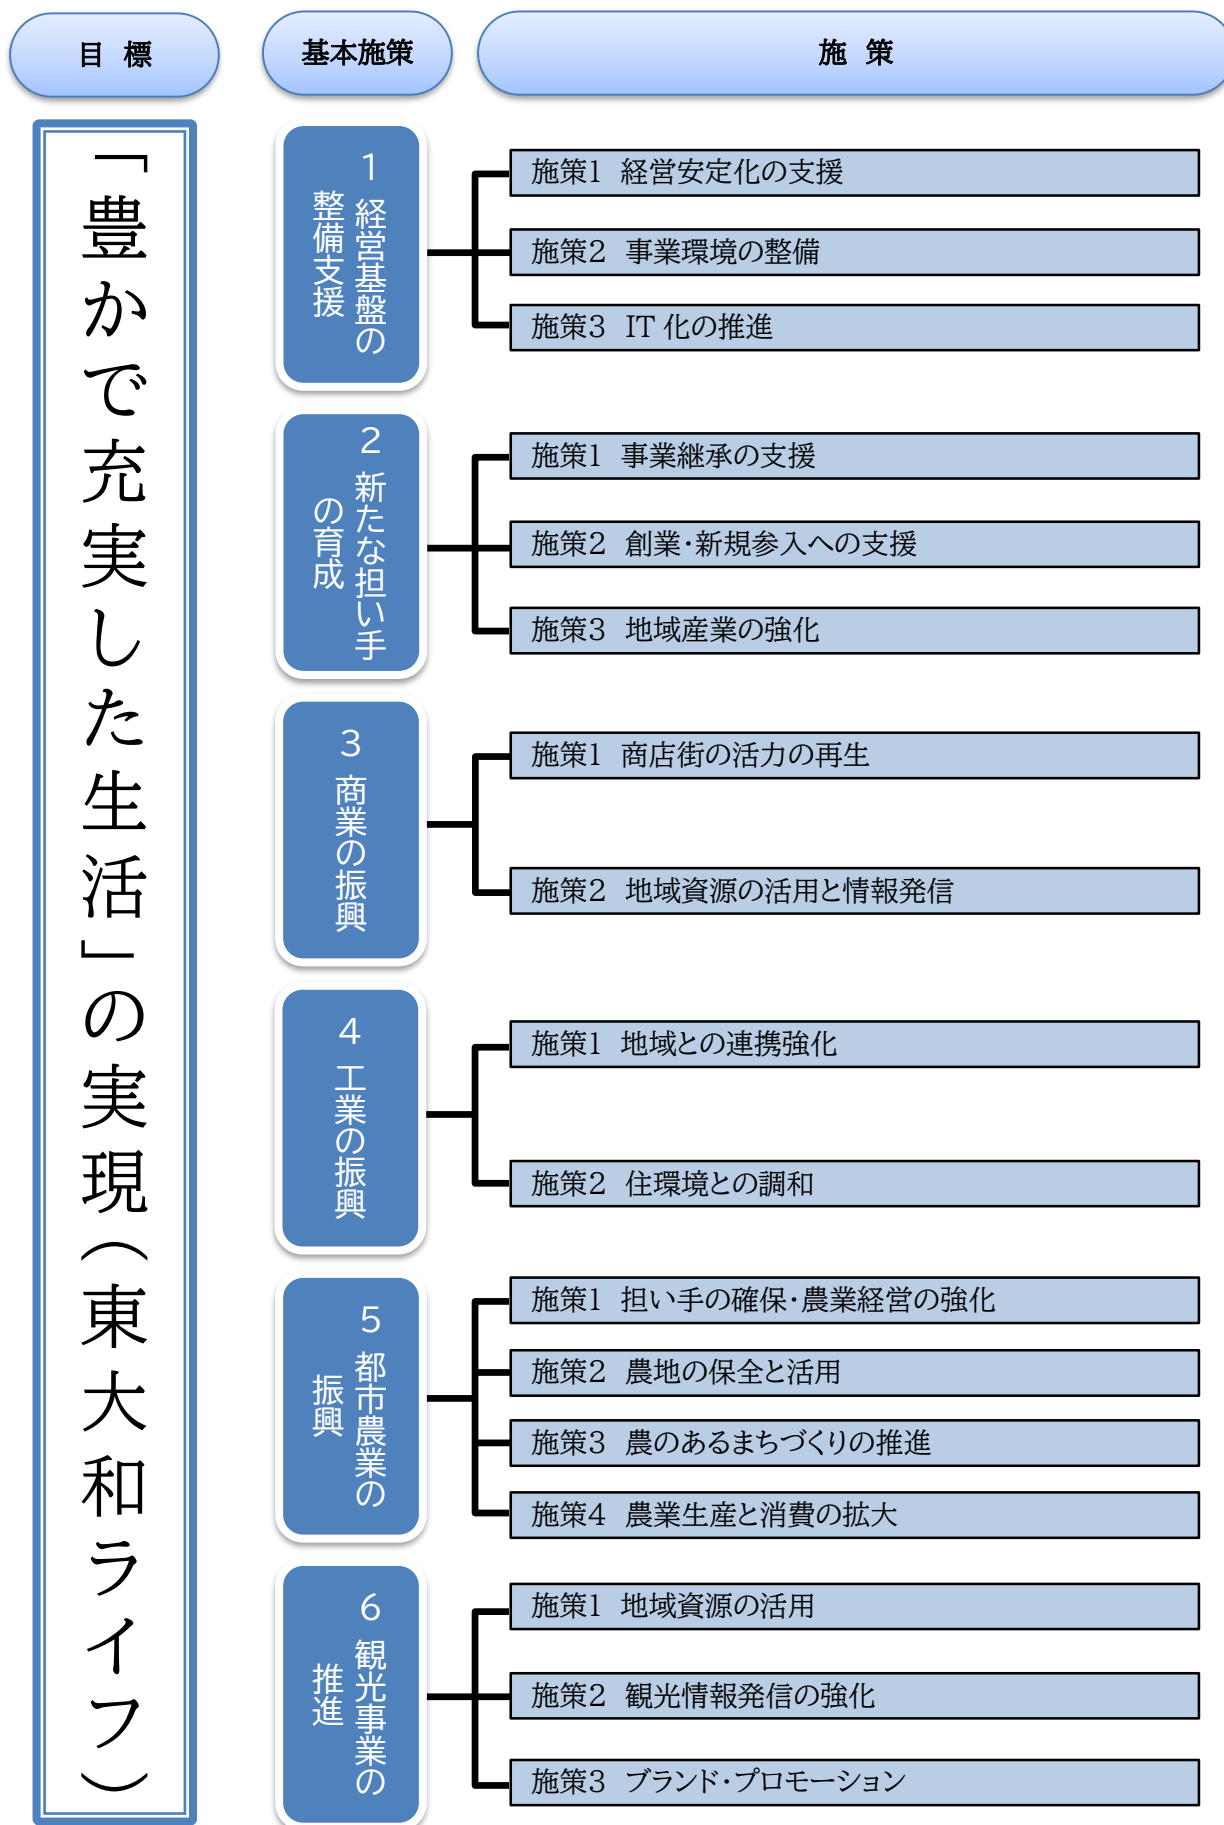 目 標
基本施策
施 策
「豊かで充実した生活」の実現(東大和ライフ)
1 経営基盤の
整備支援
施策1 経営安定化の支援
施策2 事業環境の整備
施策3 IT 化の推進
2 新たな担い手
の育成
施策1 事業継承の支援
施策2 創業・新規参入への支援
施策3 地域産業の強化
3 商業の振興
施策1 商店街の活力の再生
施策2 地域資源の活用と情報発信
4 工業の振興
施策1 地域との連携強化
施策2 住環境との調和
5 都市農業の
振興
施策1 担い手の確保・農業経営の強化
施策2 農地の保全と活用
施策3 農のあるまちづくりの推進
施策4 農業生産と消費の拡大
6 観光事業の
推進
施策1 地域資源の活用
施策2 観光情報発信の強化
施策3 ブランド・プロモーション